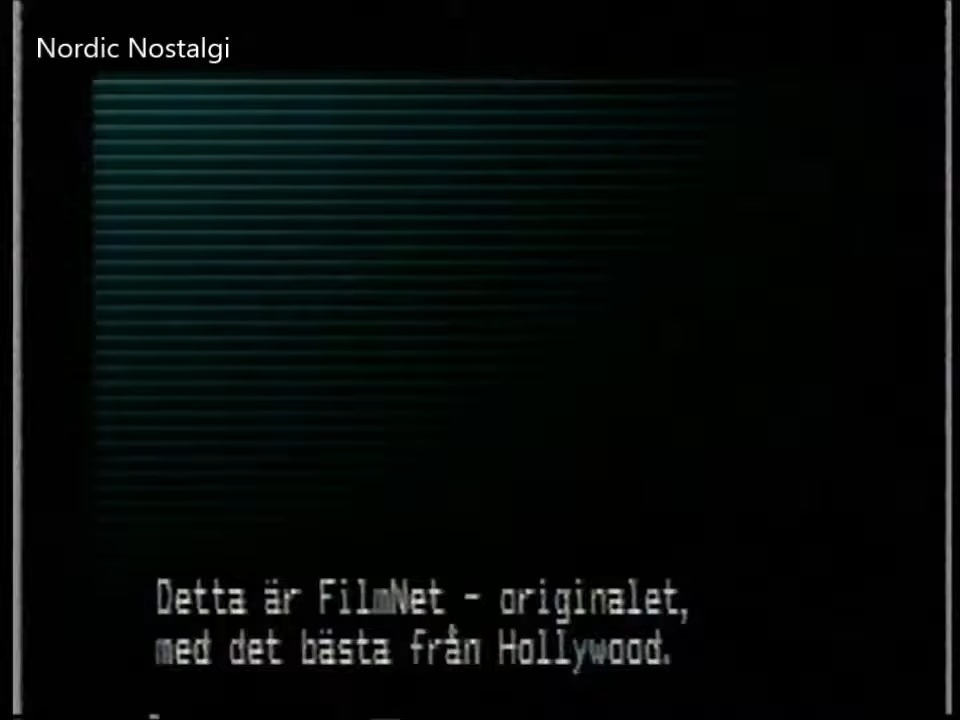 Nordic Nostalgi
Detta är FilmNet - originalet,
med det bästa från Hollywood.